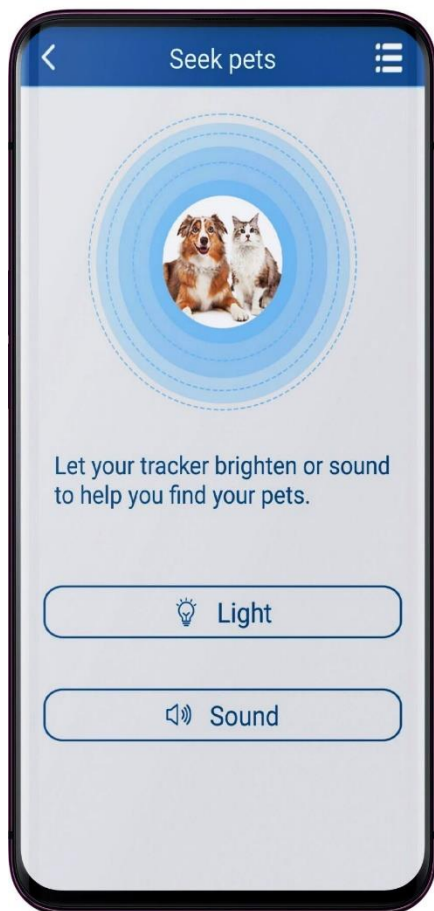 Seek pets
Let your tracker brighten or sound
to help you find your pets.
Light
Sound